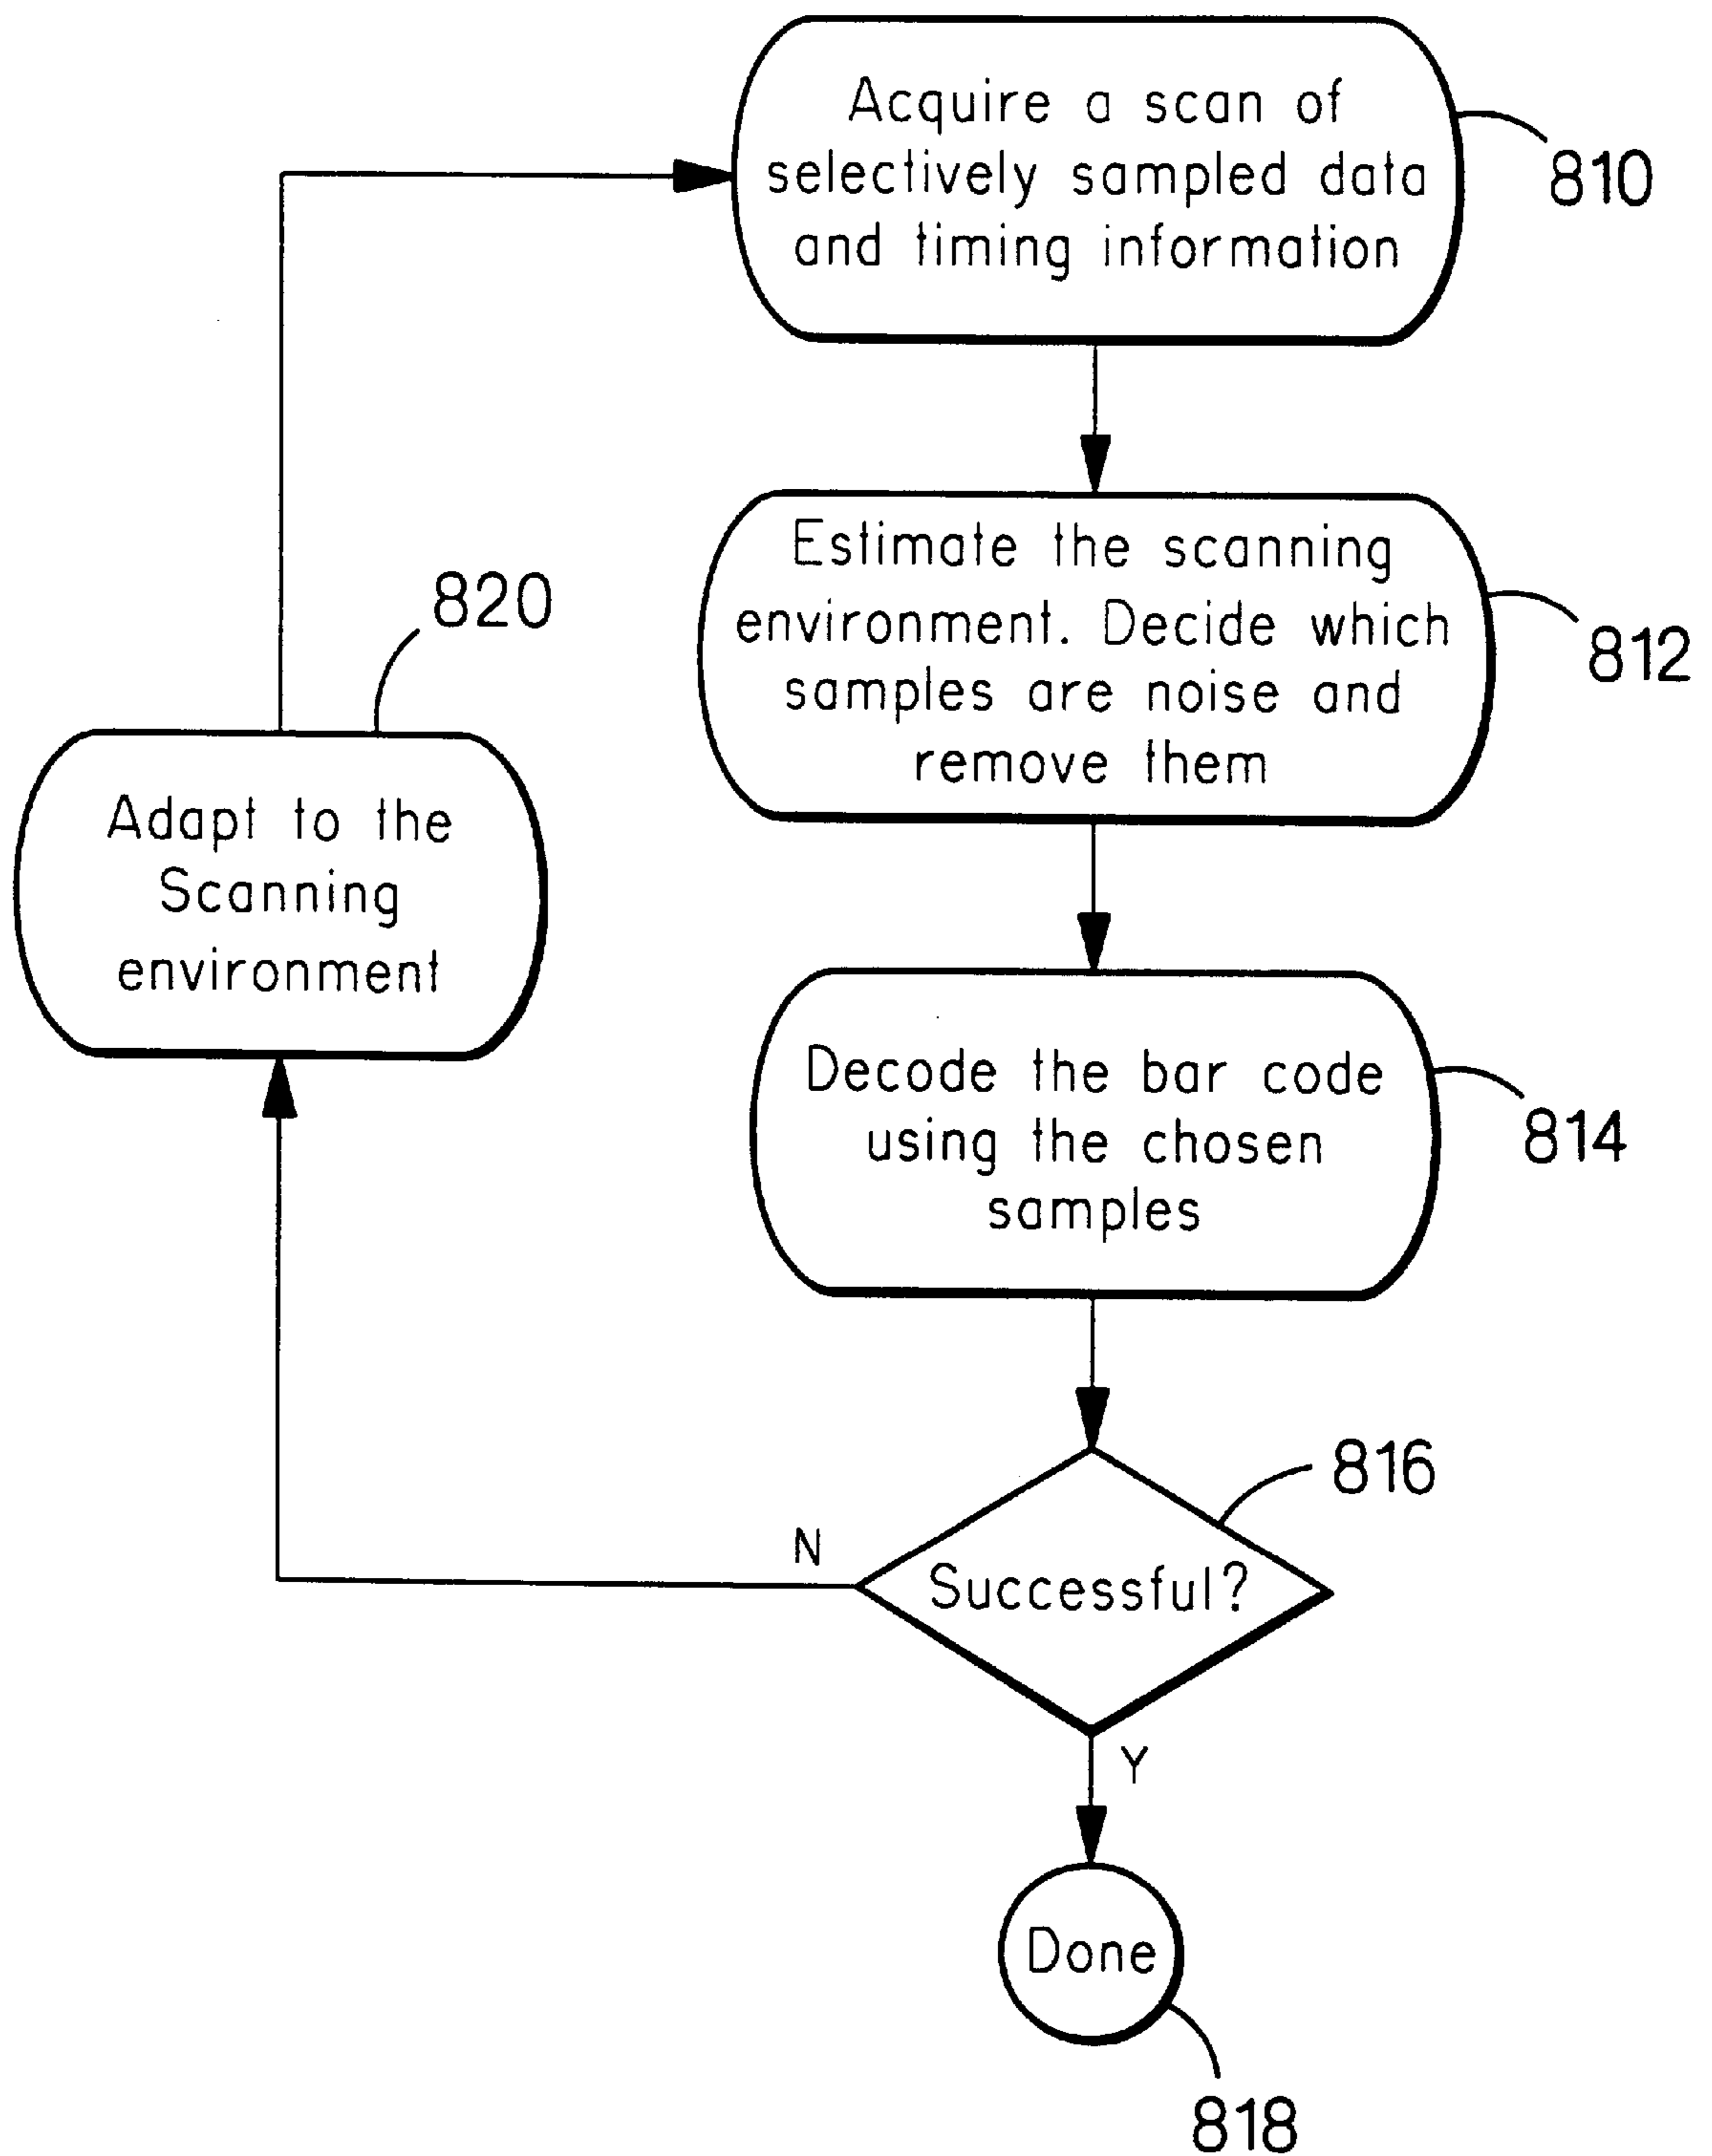 Acquire a scan of
selectively sampled data
and timing information
810
Estimate the scanning
environment. Decide which
samples are noise and
remove them
812
820
Adapt to the
Scanning
environment
Decode the bar code
using the chosen
samples
814
816
N
Successful?
Y
Done
818